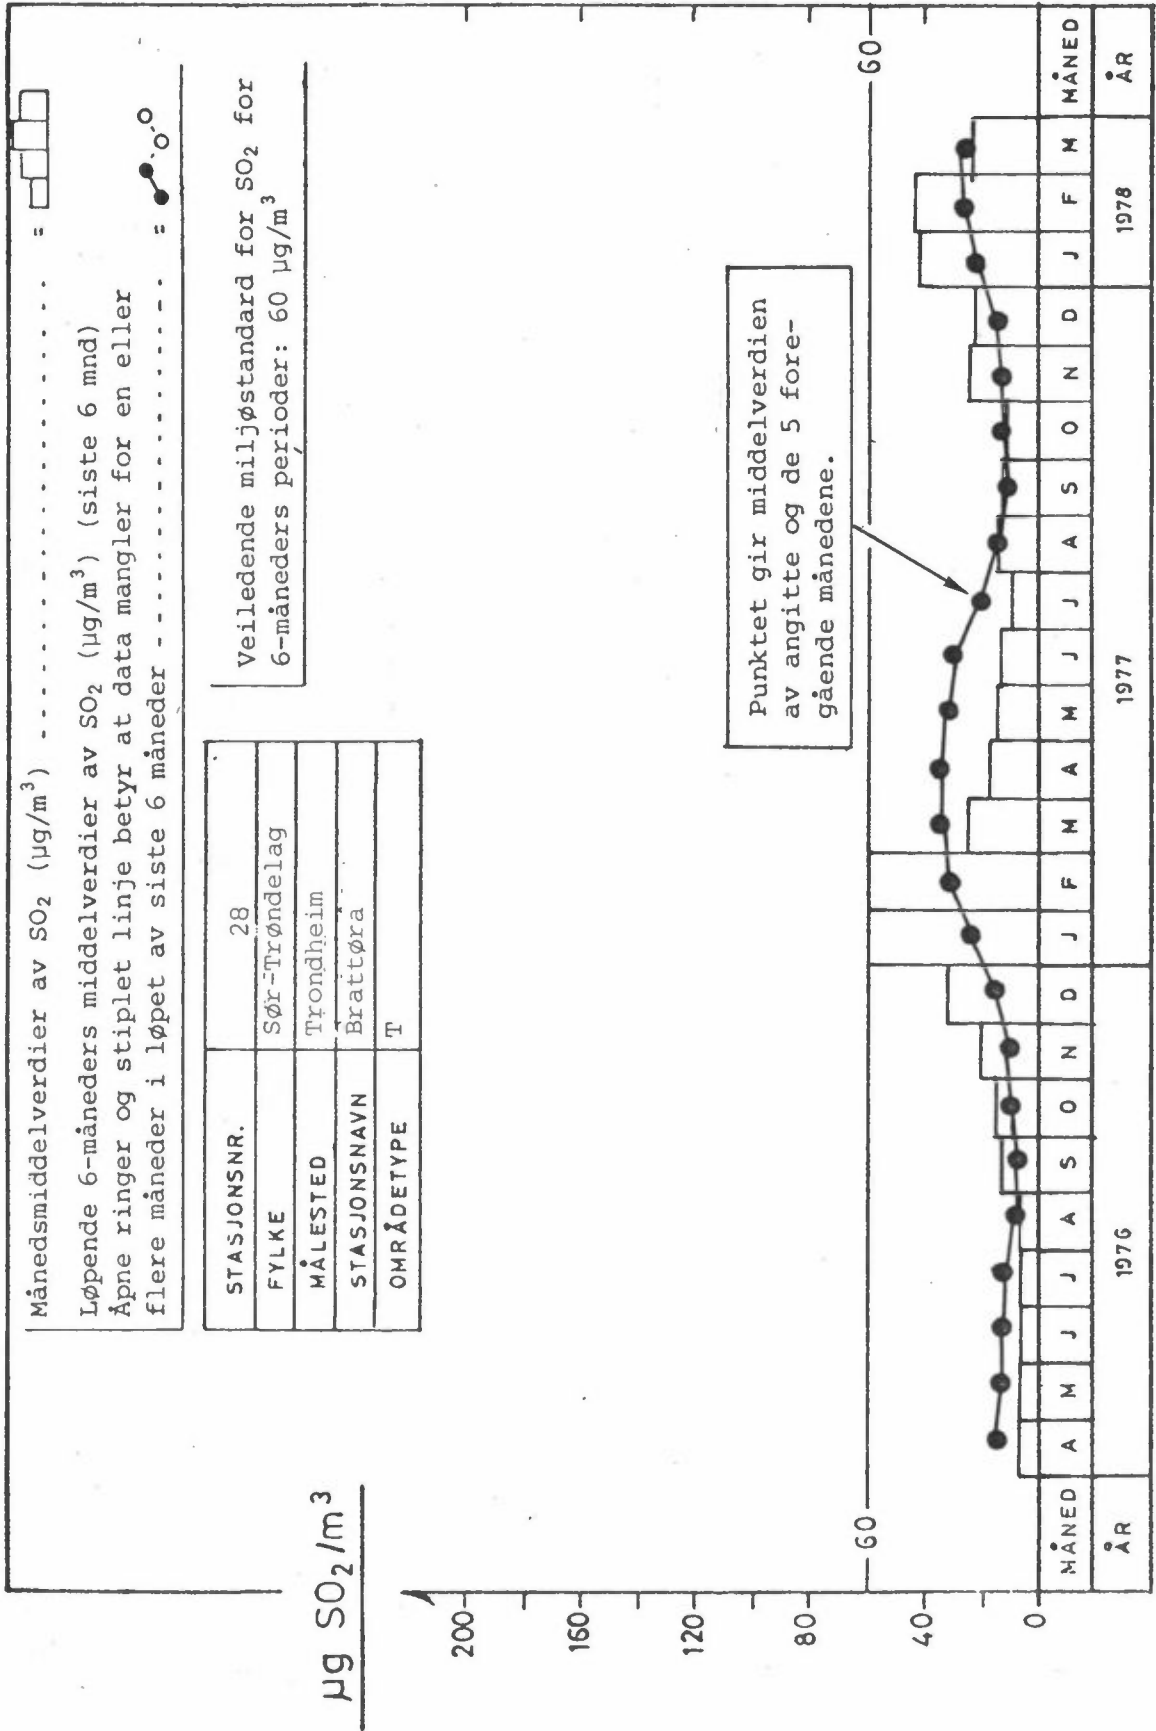 Månedsmiddelverdier av SO₂ (µg/m³) - - - - - - - - - - - - - - - - - - - =
Løpende 6-måneders middelverdier av SO₂ (µg/m³) (siste 6 mnd)
Åpne ringer og stiplet linje betyr at data mangler for en eller
flere måneder i løpet av siste 6 måneder - - - - - - - - - - - - - =
STASJONSNR. 28
FYLKE Sør-Trøndelag
MÅLESTED Trondheim
STASJONSNAVN Brattøra
OMRÅDETYPE T
Veiledende miljøstandard for SO₂ for
6-måneders perioder: 60 µg/m³
µg SO₂/m³
200
160
120
80
40
0
60
60
Punktet gir middelverdien
av angitte og de 5 fore-
gående månedene.
MÅNED A M J J A S O N D J F M A M J J A S O N D J F M MÅNED
ÅR 1976 1977 1978 ÅR